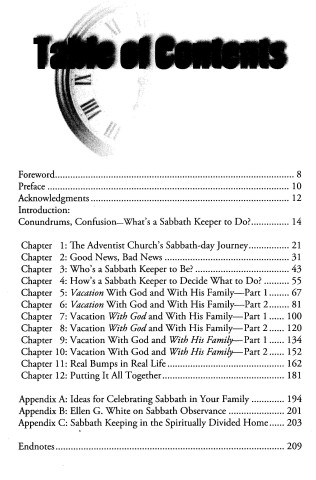 Table of Contents
Foreword........................................................................................ 8
Preface .......................................................................................... 10
Acknowledgments.......................................................................... 12
Introduction:
Conundrums, Confusion—What's a Sabbath Keeper to Do?............. 14
Chapter 1: The Adventist Church's Sabbath-day Journey................ 21
Chapter 2: Good News, Bad News ................................................ 31
Chapter 3: Who's a Sabbath Keeper to Be? ................................... 43
Chapter 4: How's a Sabbath Keeper to Decide What to Do? ......... 55
Chapter 5: Vacation With God and With His Family—Part 1 ........ 67
Chapter 6: Vacation With God and With His Family—Part 2........ 81
Chapter 7: Vacation With God and With His Family—Part 1 ..... 100
Chapter 8: Vacation With God and With His Family—Part 2 ..... 120
Chapter 9: Vacation With God and With His Family—Part 1 ..... 134
Chapter 10: Vacation With God and With His Family—Part 2 ..... 152
Chapter 11: Real Bumps in Real Life ............................................ 162
Chapter 12: Putting It All Together.............................................. 181
Appendix A: Ideas for Celebrating Sabbath in Your Family ............ 194
Appendix B: Ellen G. White on Sabbath Observance .................... 201
Appendix C: Sabbath Keeping in the Spiritually Divided Home ..... 203
Endnotes...................................................................................... 209